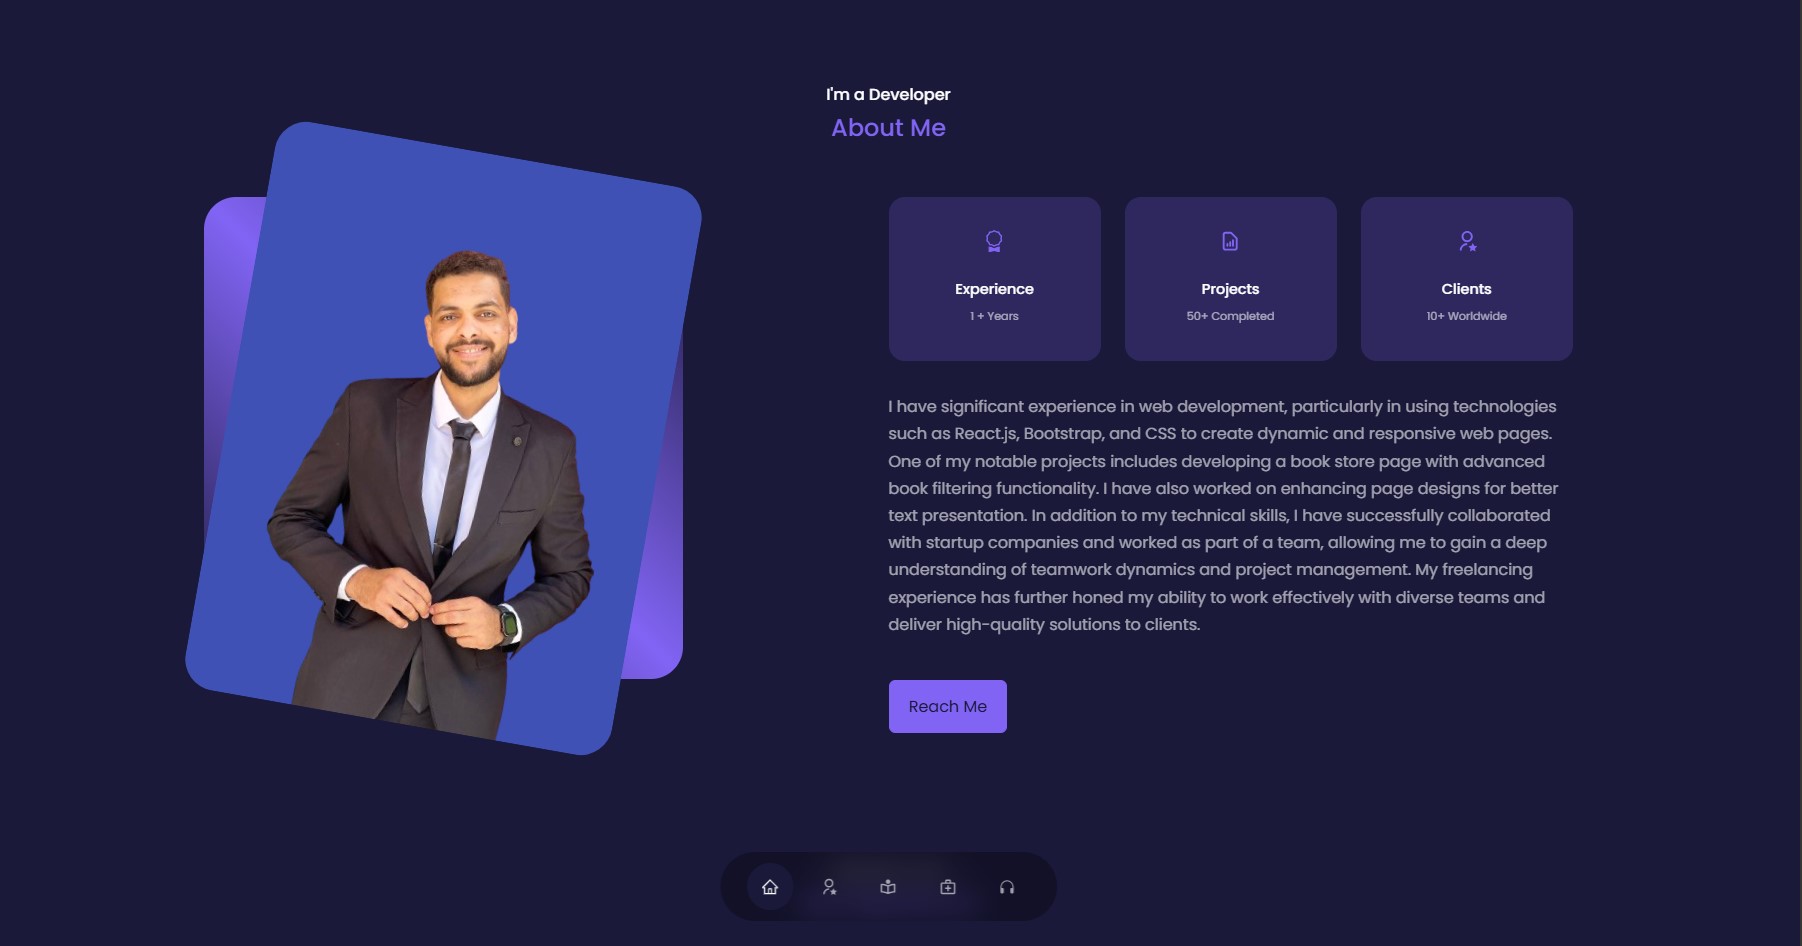 I'm a Developer
About Me
Experience
1 + Years
Projects
50+ Completed
Clients
10+ Worldwide
I have significant experience in web development, particularly in using technologies
such as React.js, Bootstrap, and CSS to create dynamic and responsive web pages.
One of my notable projects includes developing a book store page with advanced
book filtering functionality. I have also worked on enhancing page designs for better
text presentation. In addition to my technical skills, I have successfully collaborated
with startup companies and worked as part of a team, allowing me to gain a deep
understanding of teamwork dynamics and project management. My freelancing
experience has further honed my ability to work effectively with diverse teams and
deliver high-quality solutions to clients.
Reach Me